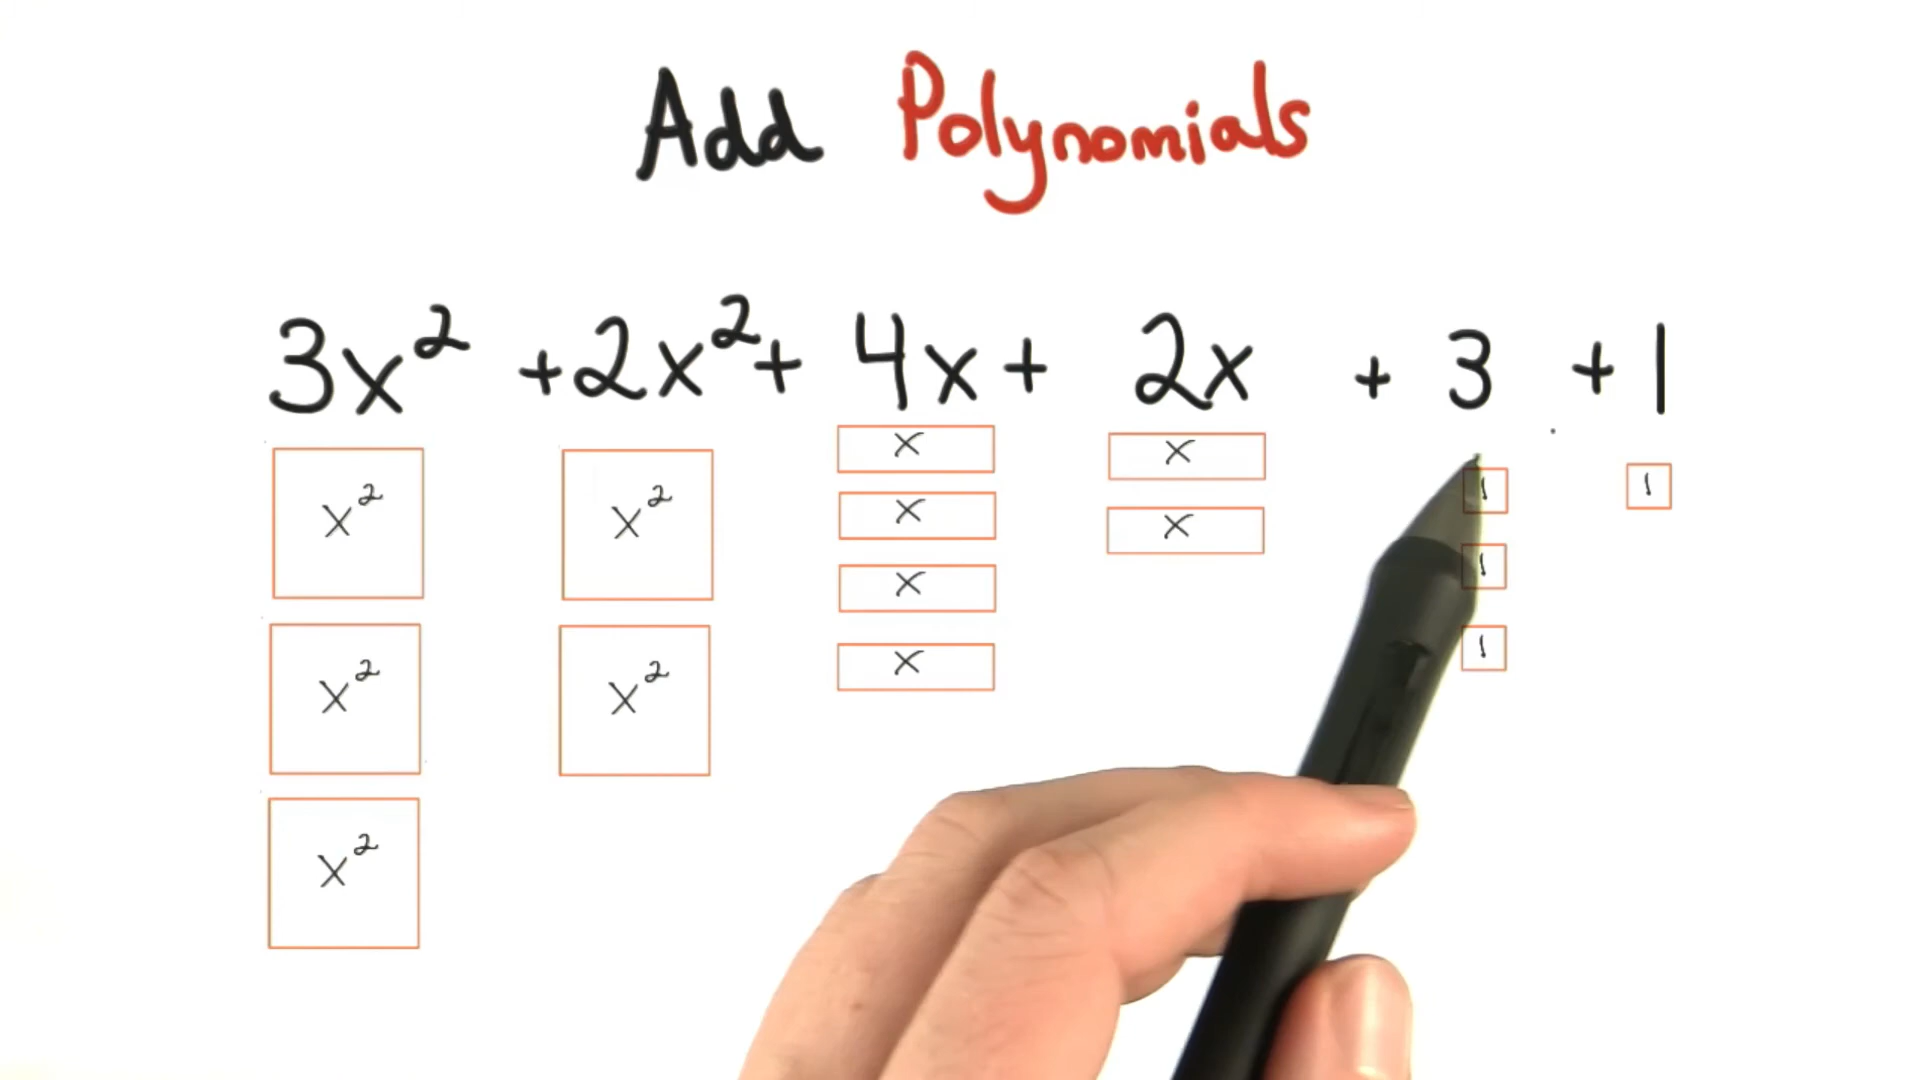 Add Polynomials
3x² + 2x² + 4x + 2x + 3 + 1
x² x² x x 1 1
x x 1
x² x² x
x 1
x²